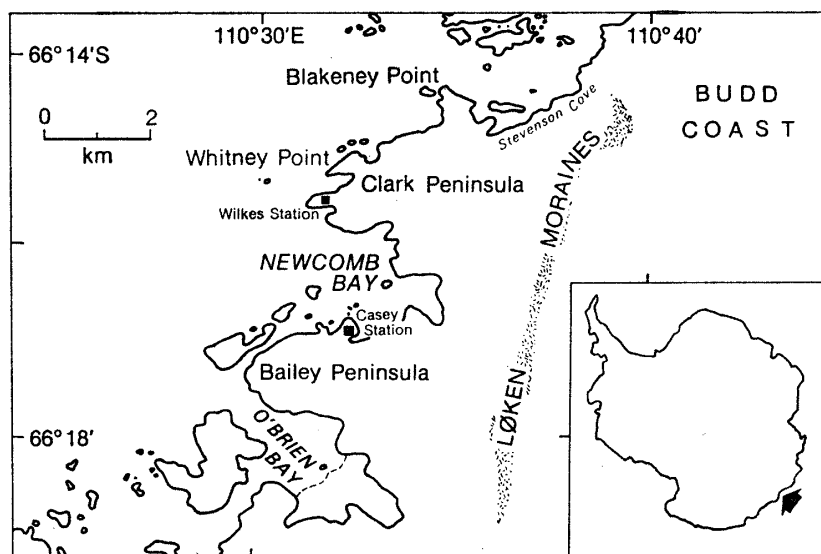 110°30'E
110°40'
66°14'S
Blakeney Point
BUDD
COAST
0 2
km
Stevenson Cove
Whitney Point
MORAINES
Clark Peninsula
Wilkes Station
NEWCOMB
BAY
Casey
Station
Bailey Peninsula
LØKEN
O'BRIEN
BAY
66°18'